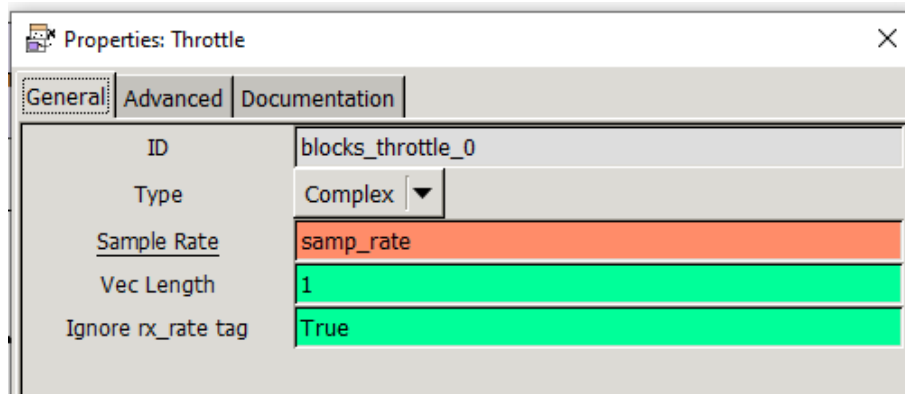 Properties: Throttle
General Advanced Documentation
ID blocks_throttle_0
Type Complex
Sample Rate samp_rate
Vec Length 1
Ignore rx_rate tag True